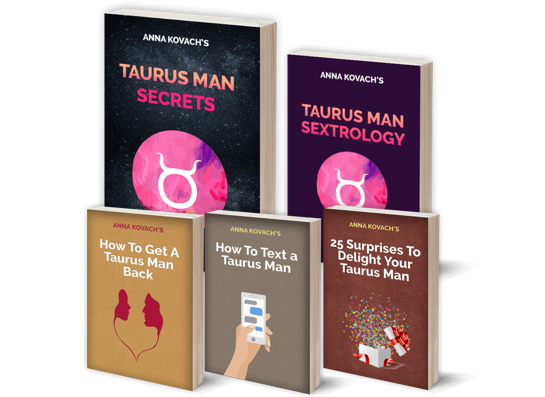 ANNA KOVACH'S
TAURUS MAN
SECRETS
ANNA KOVACH'S
TAURUS MAN
SEXTROLOGY
ANNA KOVACH'S
How To Get A
Taurus Man
Back
ANNA KOVACH'S
How To Text a
Taurus Man
ANNA KOVACH'S
25 Surprises To
Delight Your
Taurus Man